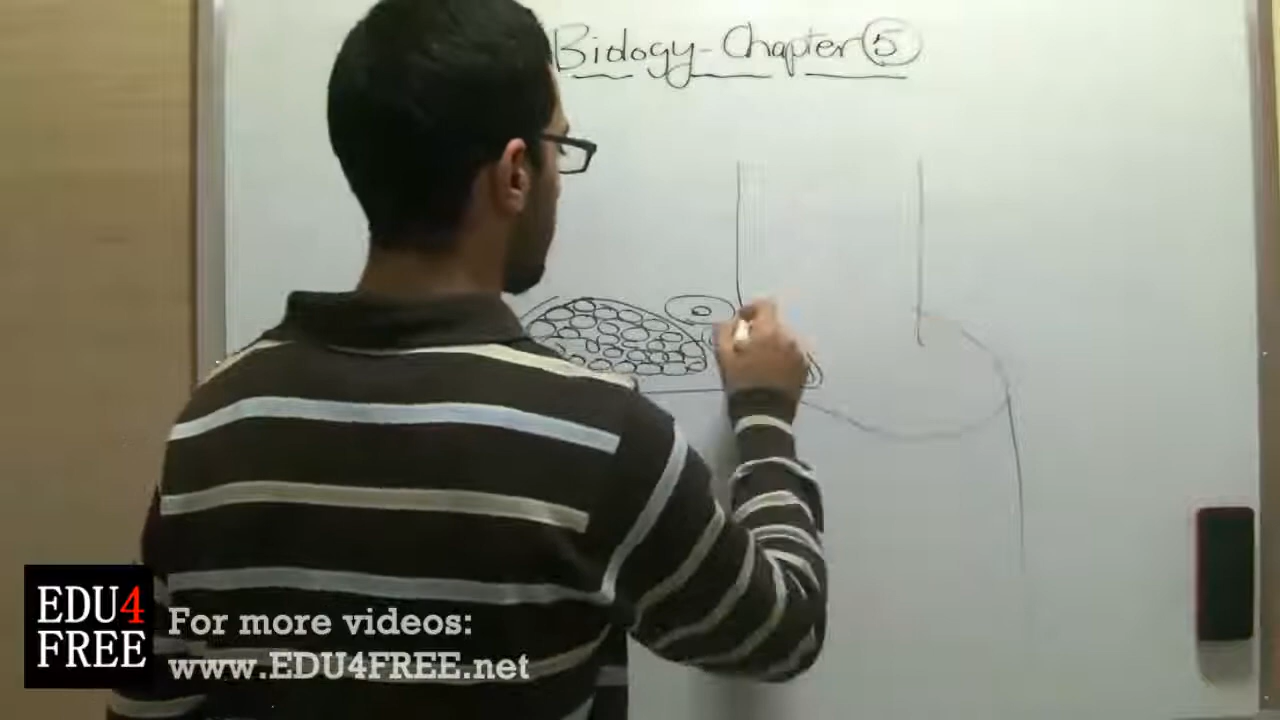 Biology - Chapter 5
EDU4
FREE
For more videos:
www.EDU4FREE.net